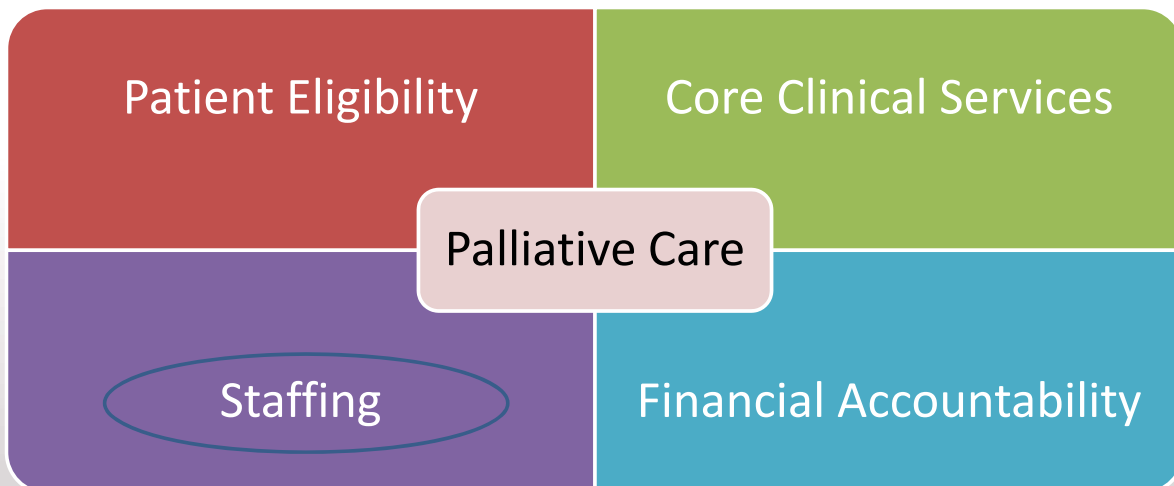 Patient Eligibility
Core Clinical Services
Palliative Care
Staffing
Financial Accountability